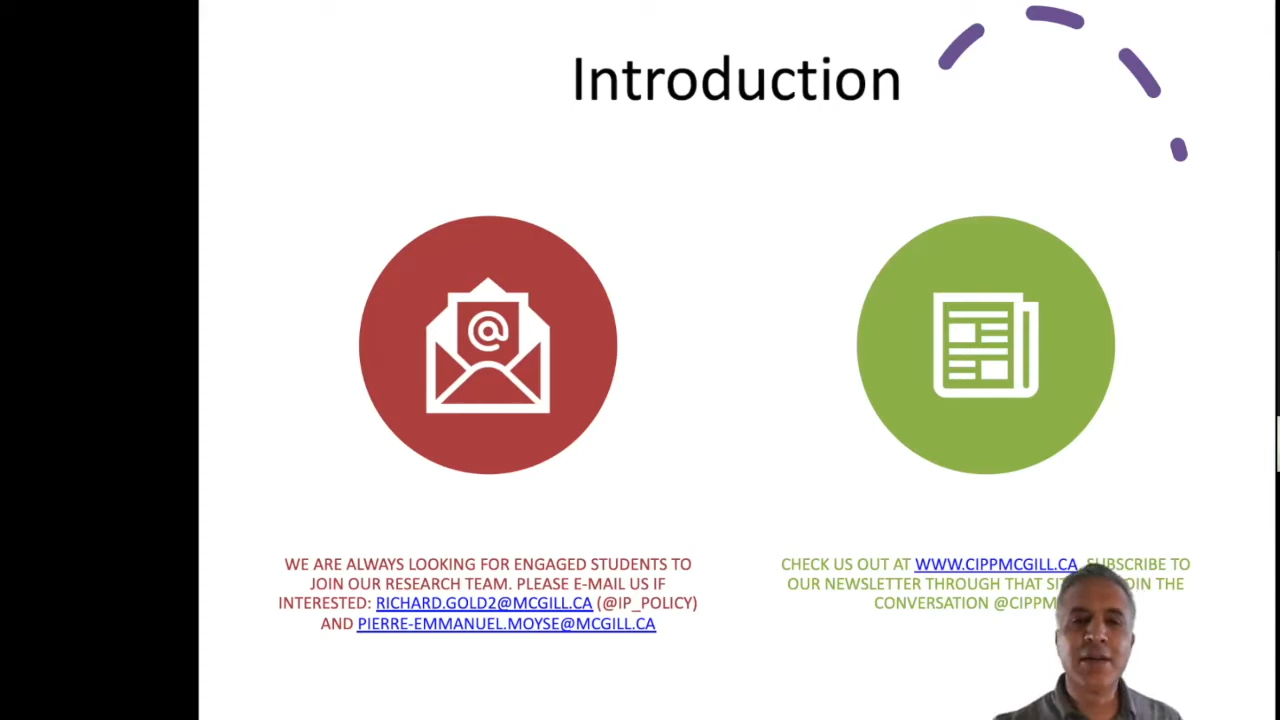 Introduction
WE ARE ALWAYS LOOKING FOR ENGAGED STUDENTS TO
JOIN OUR RESEARCH TEAM. PLEASE E-MAIL US IF
INTERESTED: RICHARD.GOLD2@MCGILL.CA (@IP_POLICY)
AND PIERRE-EMMANUEL.MOYSE@MCGILL.CA
CHECK US OUT AT WWW.CIPPMCGILL.CA. SUBSCRIBE TO
OUR NEWSLETTER THROUGH THAT JOIN THE
CONVERSATION